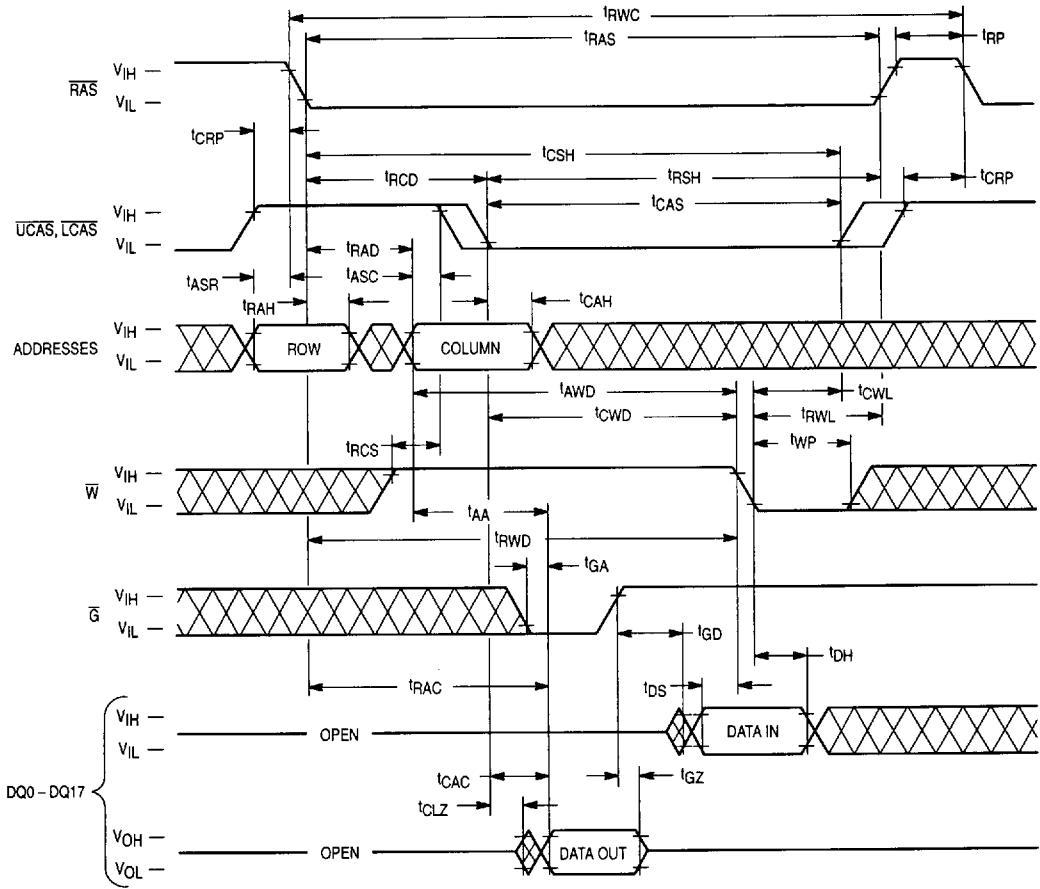 tRWC
tRAS
tRP
RAS
VIH
VIL
tCRP
tCSH
tRCD
tRSH
tCRP
tCAS
UCAS, LCAS
VIH
VIL
tRAD
tASR
tASC
tRAH
tCAH
ADDRESSES
VIH
VIL
ROW
COLUMN
tAWD
tCWL
tCWD
tRWL
tRCS
tWP
W
VIH
VIL
tAA
tRWD
tGA
G
VIH
VIL
tGD
tDH
tRAC
tDS
VIH
VIL
OPEN
DATA IN
DQ0 – DQ17
tCAC
tGZ
tCLZ
VOH
VOL
OPEN
DATA OUT